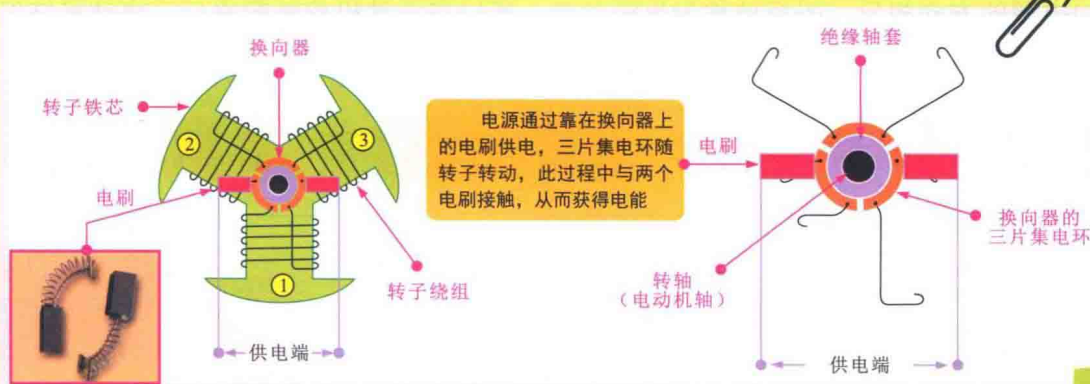 换向器
转子铁芯
②
③
电刷
①
转子绕组
供电端
电源通过靠在换向器上
的电刷供电，三片集电环随
转子转动，此过程中与两个
电刷接触，从而获得电能
绝缘轴套
电刷
换向器的
三片集电环
转轴
（电动机轴）
供电端